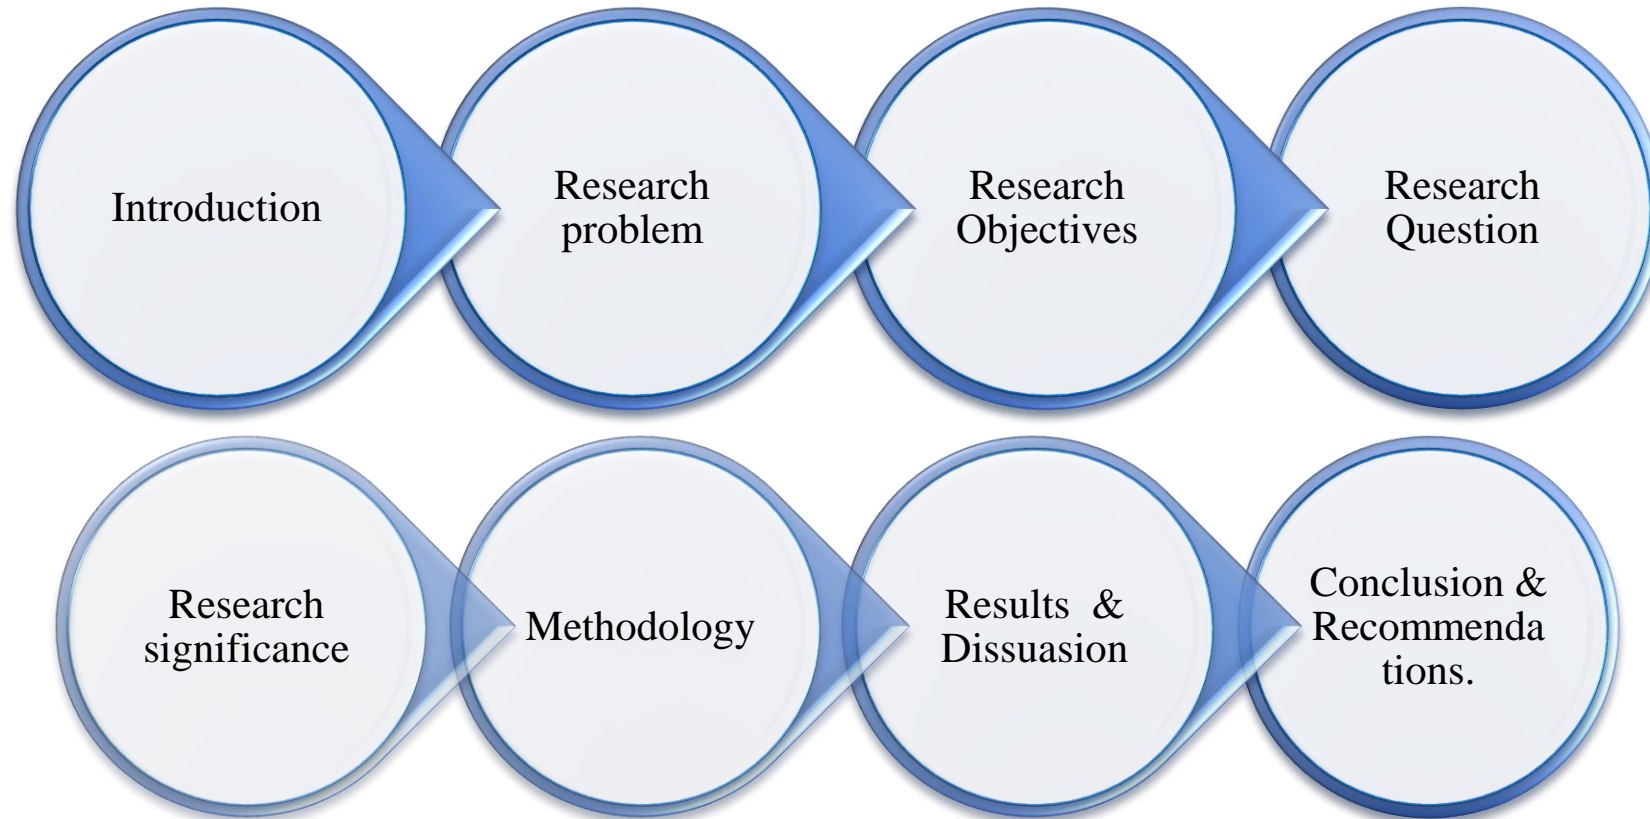 Introduction
Research
problem
Research
Objectives
Research
Question
Research
significance
Methodology
Results  &
Dissuasion
Conclusion &
Recommenda
tions.